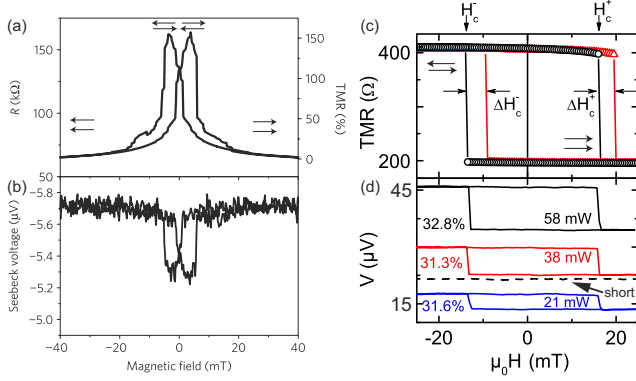 (a)
150
100
50
R (kΩ)
150
100
50
0
TMR (%)
(b)
−5.8
−5.6
−5.4
−5.2
−5.0
Seebeck voltage (μV)
−40 −20 0 20 40
Magnetic field (mT)
H_c^- H_c^+
(c)
400
200
TMR (Ω)
ΔH_c^- ΔH_c^+
(d)
45
15
V (μV)
32.8% 58 mW
31.3% 38 mW
short
31.6% 21 mW
-20 -10 0 10 20
μ₀H (mT)